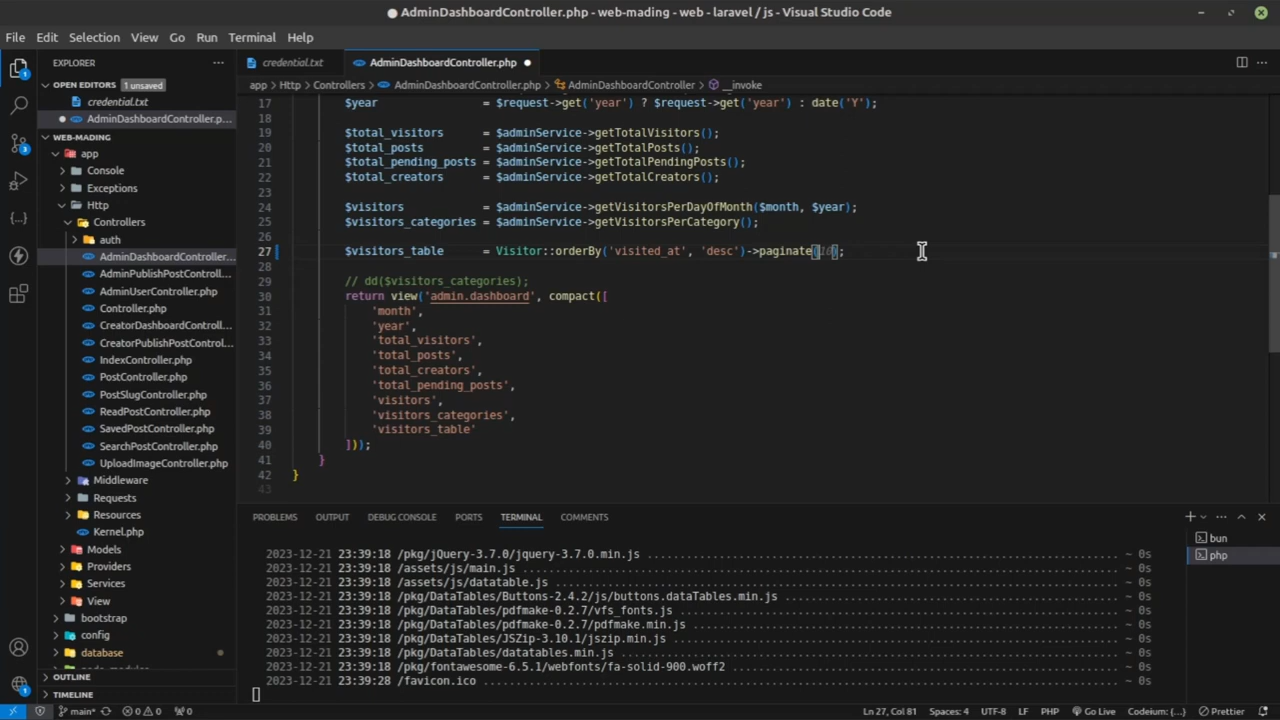 AdminDashboardController.php - web-mading - web - laravel / js - Visual Studio Code
File Edit Selection View Go Run Terminal Help
EXPLORER
credential.txt
AdminDashboardController.php
OPEN EDITORS 1 unsaved
app > Http > Controllers > AdminDashboardController.php > AdminDashboardController > __invoke
credential.txt
AdminDashboardController.p...
WEB-MADING
app
Console
Exceptions
Http
Controllers
auth
AdminDashboardController...
AdminPublishPostControll...
AdminUserController.php
Controller.php
CreatorDashboardControll...
CreatorPublishPostControl...
IndexController.php
PostController.php
PostSlugController.php
ReadPostController.php
SavedPostController.php
SearchPostController.php
UploadImageController.php
Middleware
Requests
Resources
Kernel.php
Models
Providers
Services
View
bootstrap
config
database
OUTLINE
TIMELINE
17 $year = $request->get('year') ? $request->get('year') : date('Y');
18
19 $total_visitors = $adminService->getTotalVisitors();
20 $total_posts = $adminService->getTotalPosts();
21 $total_pending_posts = $adminService->getTotalPendingPosts();
22 $total_creators = $adminService->getTotalCreators();
23
24 $visitors = $adminService->getVisitorsPerDayOfMonth($month, $year);
25 $visitors_categories = $adminService->getVisitorsPerCategory();
26
27 $visitors_table = Visitor::orderBy('visited_at', 'desc')->paginate(10);
28
29 // dd($visitors_categories);
30 return view('admin.dashboard', compact([
31 'month',
32 'year',
33 'total_visitors',
34 'total_posts',
35 'total_creators',
36 'total_pending_posts',
37 'visitors',
38 'visitors_categories',
39 'visitors_table'
40 ]));
41 }
42 }
43
PROBLEMS OUTPUT DEBUG CONSOLE PORTS TERMINAL COMMENTS
2023-12-21 23:39:18 /pkg/jQuery-3.7.0/jquery-3.7.0.min.js ~ 0s
2023-12-21 23:39:18 /assets/js/main.js ~ 0s
2023-12-21 23:39:18 /assets/js/datatable.js ~ 0s
2023-12-21 23:39:18 /pkg/DataTables/Buttons-2.4.2/js/buttons.dataTables.min.js ~ 0s
2023-12-21 23:39:18 /pkg/DataTables/pdfmake-0.2.7/vfs_fonts.js ~ 0s
2023-12-21 23:39:18 /pkg/DataTables/pdfmake-0.2.7/pdfmake.min.js ~ 0s
2023-12-21 23:39:18 /pkg/DataTables/JSZip-3.10.1/jszip.min.js ~ 0s
2023-12-21 23:39:18 /pkg/DataTables/datatables.min.js ~ 0s
2023-12-21 23:39:18 /pkg/fontawesome-6.5.1/webfonts/fa-solid-900.woff2 ~ 0s
2023-12-21 23:39:28 /favicon.ico ~ 0s
bun
php
main* 0 0 0 Ln 27, Col 81 Spaces: 4 UTF-8 LF PHP Go Live Codeium: {...} Prettier